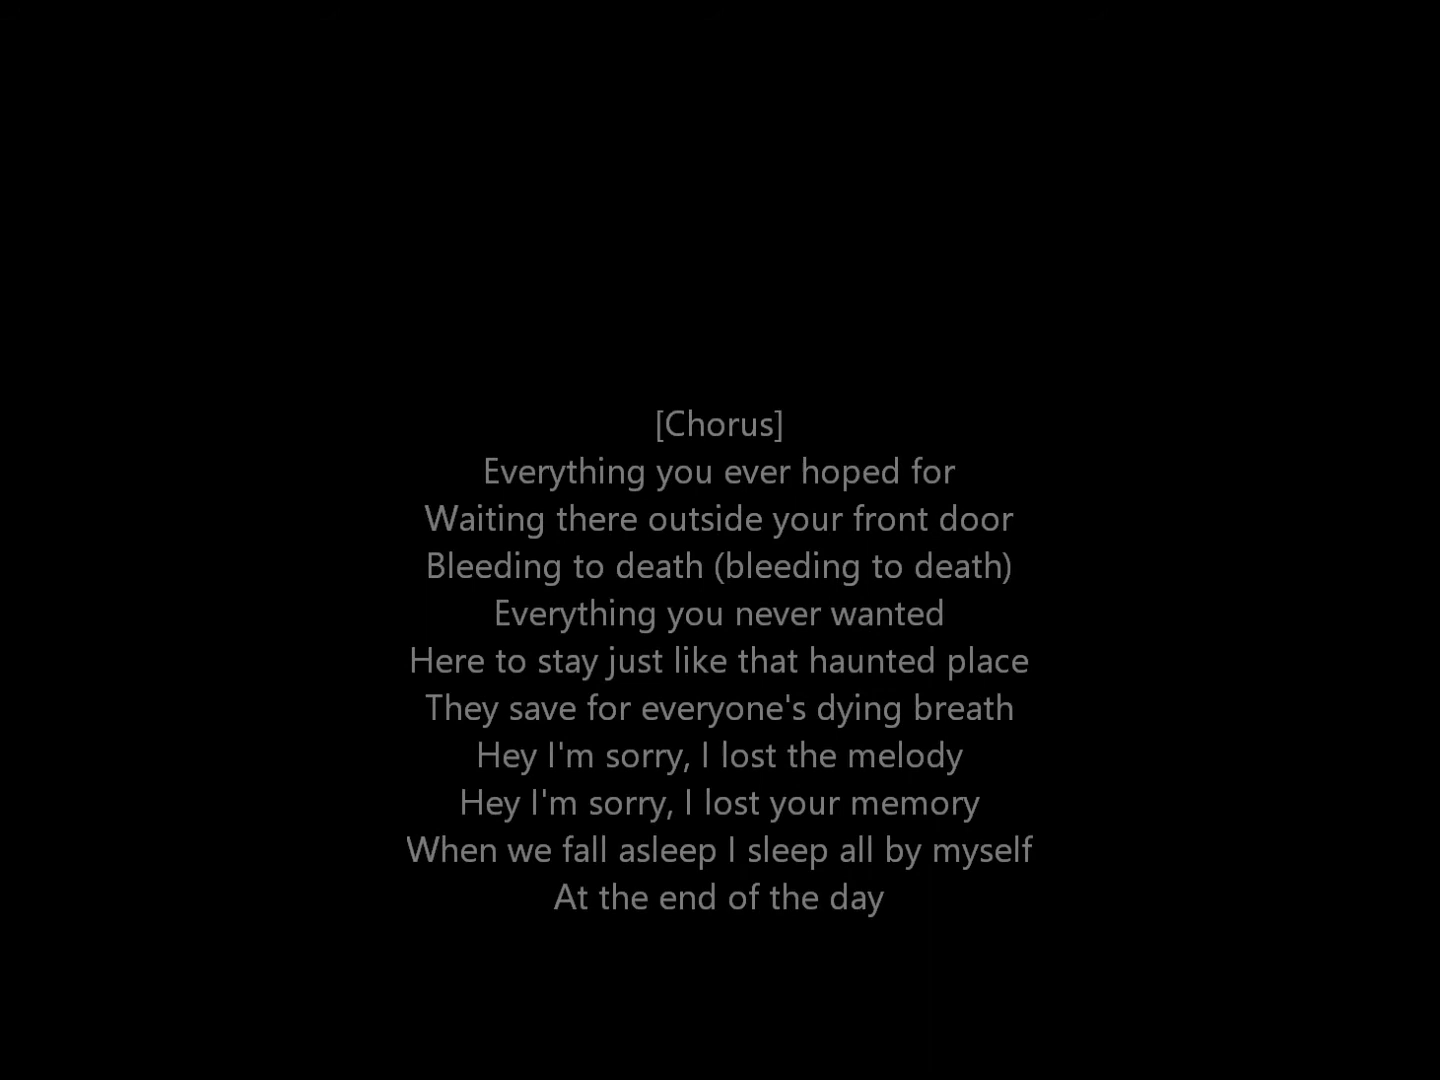 [Chorus]
Everything you ever hoped for
Waiting there outside your front door
Bleeding to death (bleeding to death)
Everything you never wanted
Here to stay just like that haunted place
They save for everyone's dying breath
Hey I'm sorry, I lost the melody
Hey I'm sorry, I lost your memory
When we fall asleep I sleep all by myself
At the end of the day